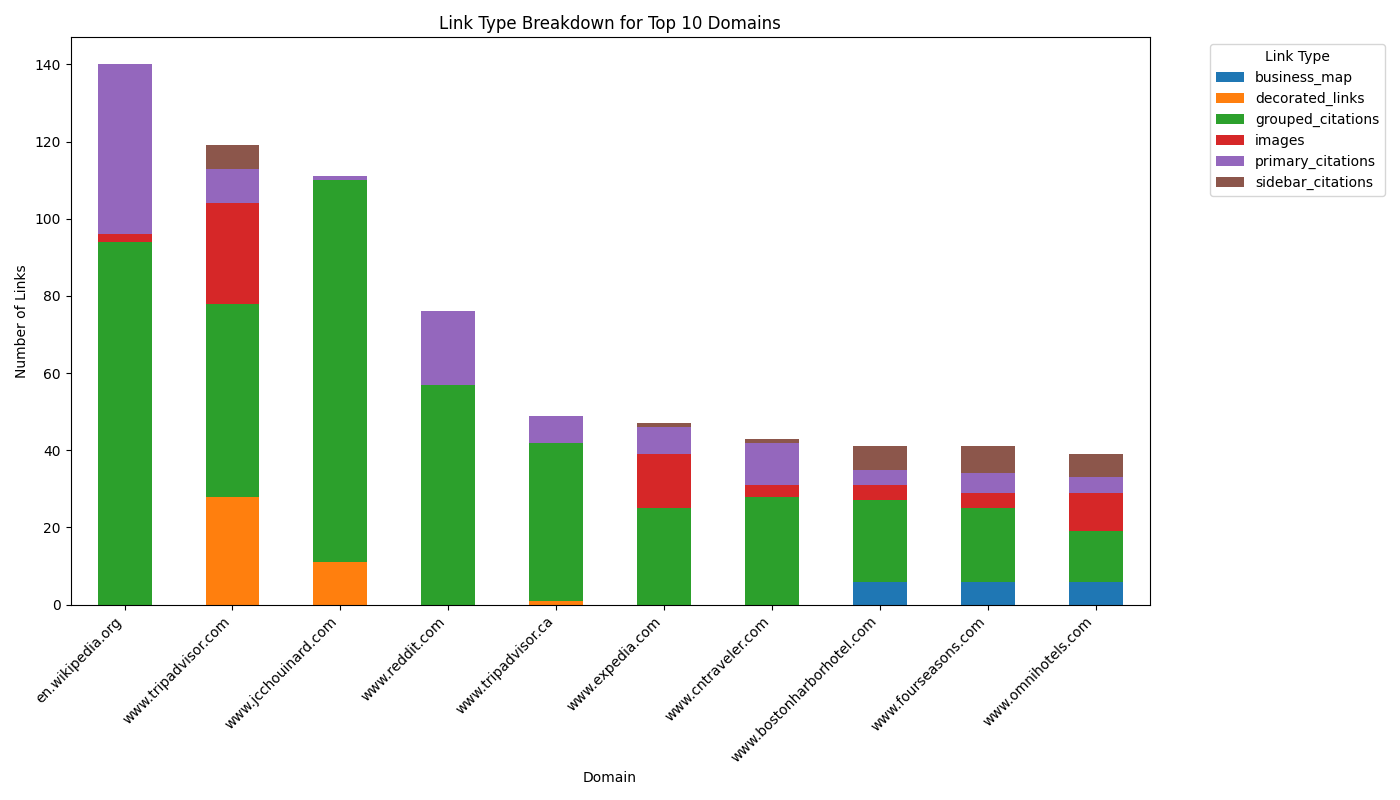 Link Type Breakdown for Top 10 Domains
Number of Links
140
120
100
80
60
40
20
0
en.wikipedia.org
www.tripadvisor.com
www.jcchouinard.com
www.reddit.com
www.tripadvisor.ca
www.expedia.com
www.cntraveler.com
www.bostonharborhotel.com
www.fourseasons.com
www.omnihotels.com
Domain
Link Type
business_map
decorated_links
grouped_citations
images
primary_citations
sidebar_citations